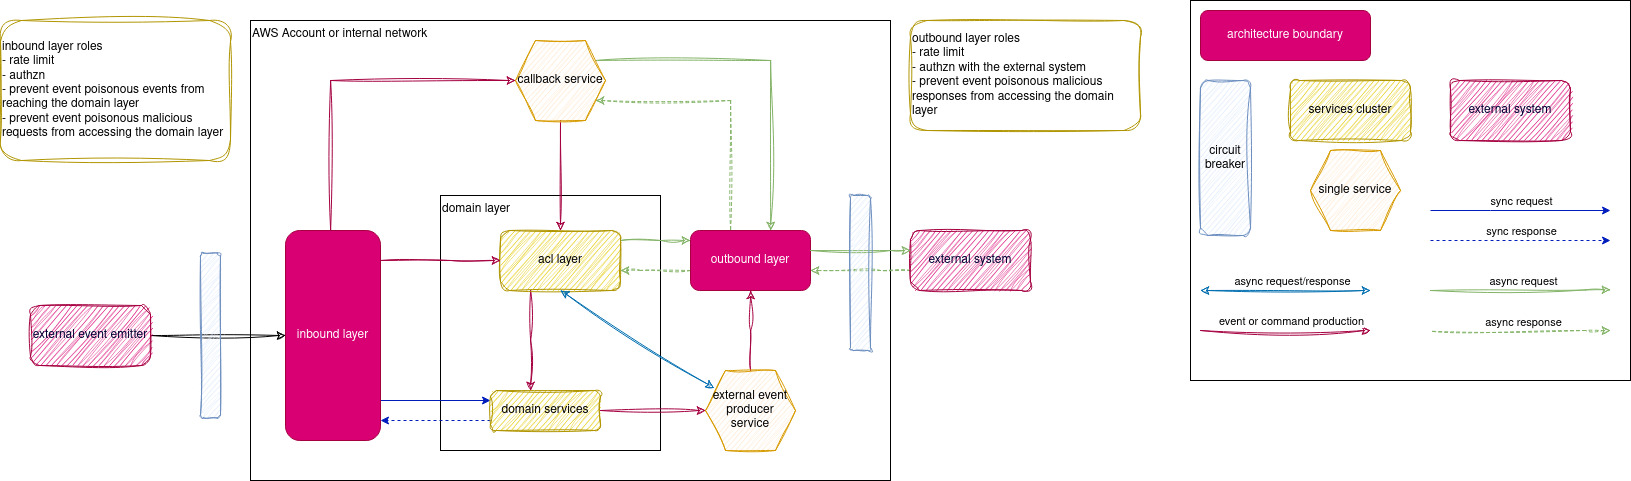 inbound layer roles
- rate limit
- authzn
- prevent event poisonous events from
reaching the domain layer
- prevent event poisonous malicious
requests from accessing the domain layer
AWS Account or internal network
callback service
outbound layer roles
- rate limit
- authzn with the external system
- prevent event poisonous malicious
responses from accessing the domain
layer
domain layer
acl layer
outbound layer
external system
external event emitter
inbound layer
domain services
external event
producer
service
architecture boundary
circuit
breaker
services cluster
external system
single service
sync request
sync response
async request/response
async request
event or command production
async response